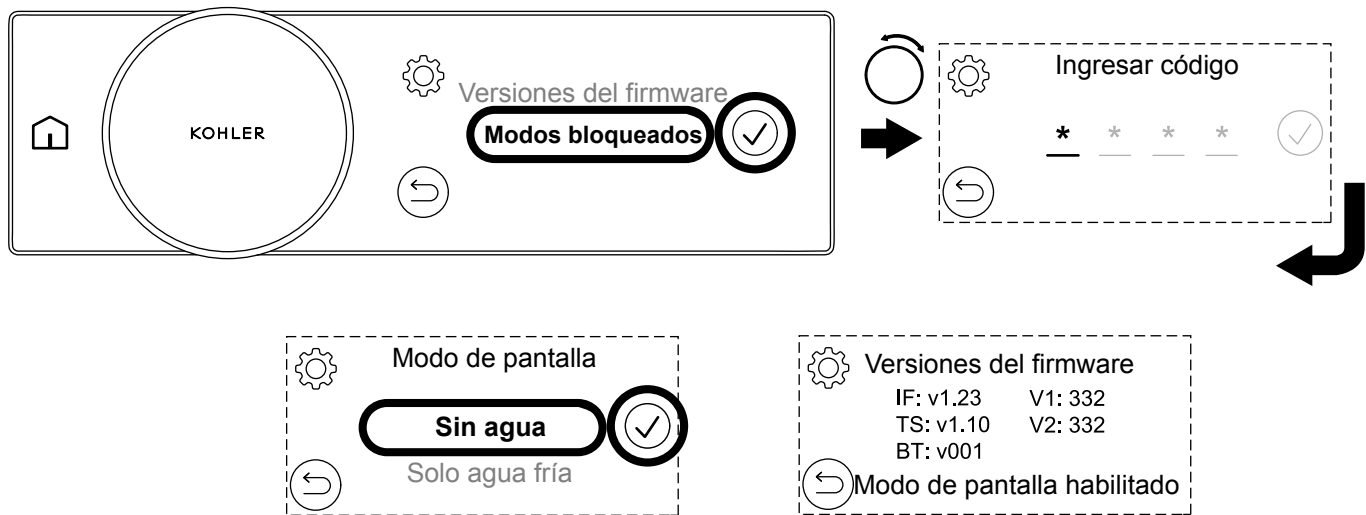 KOHLER
Versiones del firmware
Modos bloqueados
Ingresar código
* * * *
Modo de pantalla
Sin agua
Solo agua fría
Versiones del firmware
IF: v1.23 V1: 332
TS: v1.10 V2: 332
BT: v001
Modo de pantalla habilitado